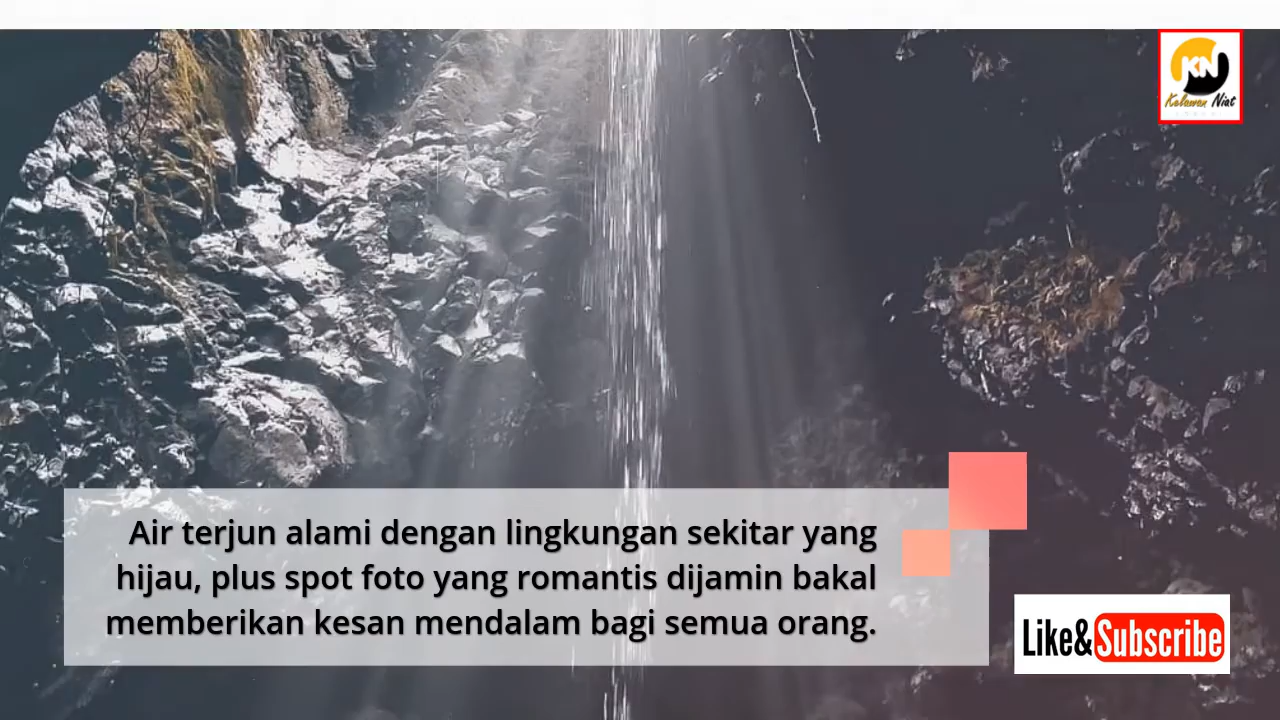 KN
Kelawan Niat
Air terjun alami dengan lingkungan sekitar yang
hijau, plus spot foto yang romantis dijamin bakal
memberikan kesan mendalam bagi semua orang.
Like&Subscribe